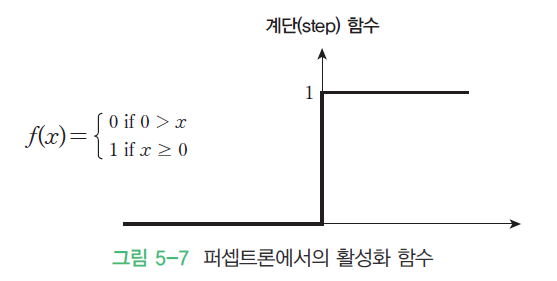 계단(step) 함수
1
f(x)= { 0 if 0 > x
1 if x ≥ 0
그림 5-7 퍼셉트론에서의 활성화 함수